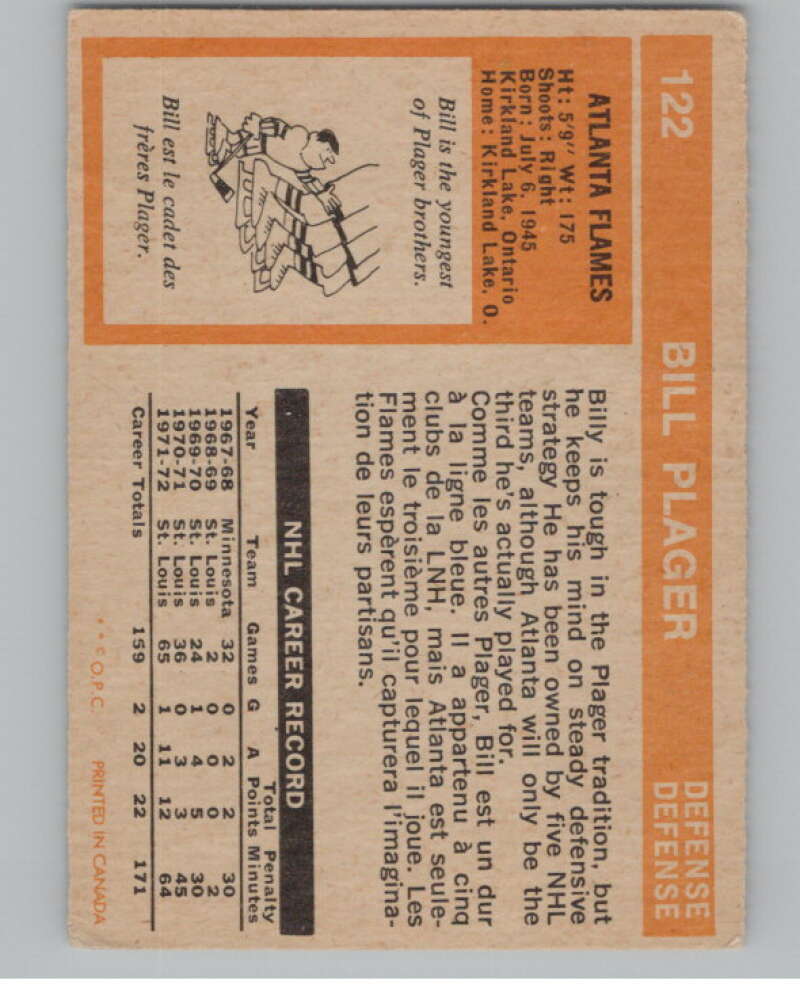 122 BILL PLAGER DEFENSE
DEFENSE
ATLANTA FLAMES
Ht: 5'9'' Wt: 175
Shoots: Right
Born: July 6, 1945
Kirkland Lake, Ontario
Home: Kirkland Lake, O.
Bill is the youngest
of Plager brothers.
Bill est le cadet des
frères Plager.
Billy is tough in the Plager tradition, but
he keeps his mind on steady defensive
strategy He has been owned by five NHL
teams, although Atlanta will only be the
third he's actually played for.
Comme les autres Plager, Bill est un dur
à la ligne bleue. Il a appartenu à cinq
clubs de la LNH, mais Atlanta est seule-
ment le troisième pour lequel il joue. Les
Flames espèrent qu'il capturera l'imagina-
tion de leurs partisans.
NHL CAREER RECORD
Total Penalty
Year Team Games G A Points Minutes
1967-68 Minnesota 32 0 2 2 30
1968-69 St. Louis 2 0 0 0 2
1969-70 St. Louis 24 1 4 5 30
1970-71 St. Louis 36 0 3 3 45
1971-72 St. Louis 65 1 11 12 64
Career Totals 159 2 20 22 171
* * © O.P.C. PRINTED IN CANADA